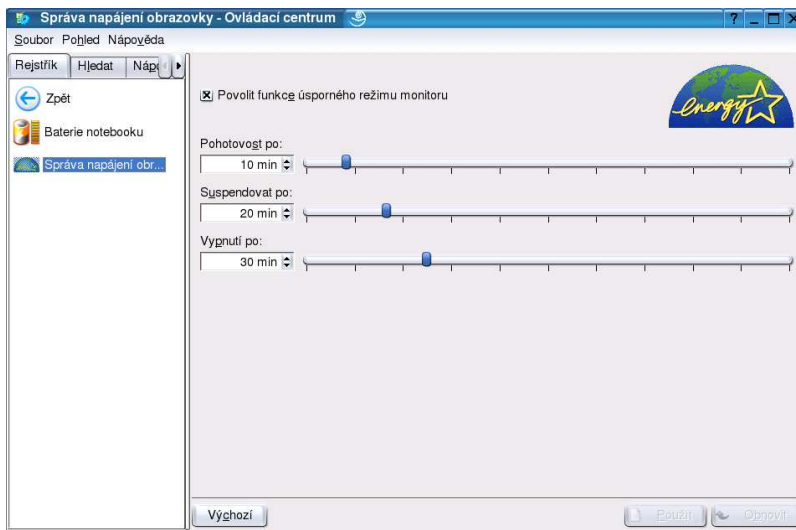 Správa napájení obrazovky - Ovládací centrum
Soubor Pohled Nápověda
Rejstřík Hledat
Zpět
Baterie notebooku
Správa napájení obr...
Povolit funkce úsporného režimu monitoru
energy
Pohotovost po:
10 min
Suspendovat po:
20 min
Vypnutí po:
30 min
Výchozí
Použít
Obnovit